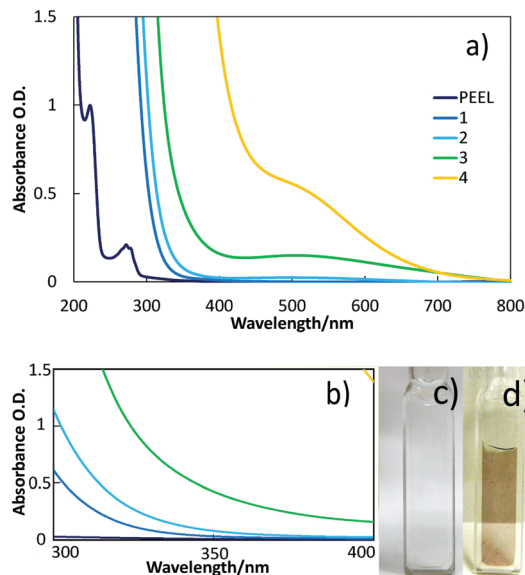 1.5
a)
Absorbance O.D.
1
0.5
0
PEEL
1
2
3
4
200 300 400 500 600 700 800
Wavelength/nm
1.5
b)
Absorbance O.D.
1
0.5
0
300 350 400
Wavelength/nm
c)
d)